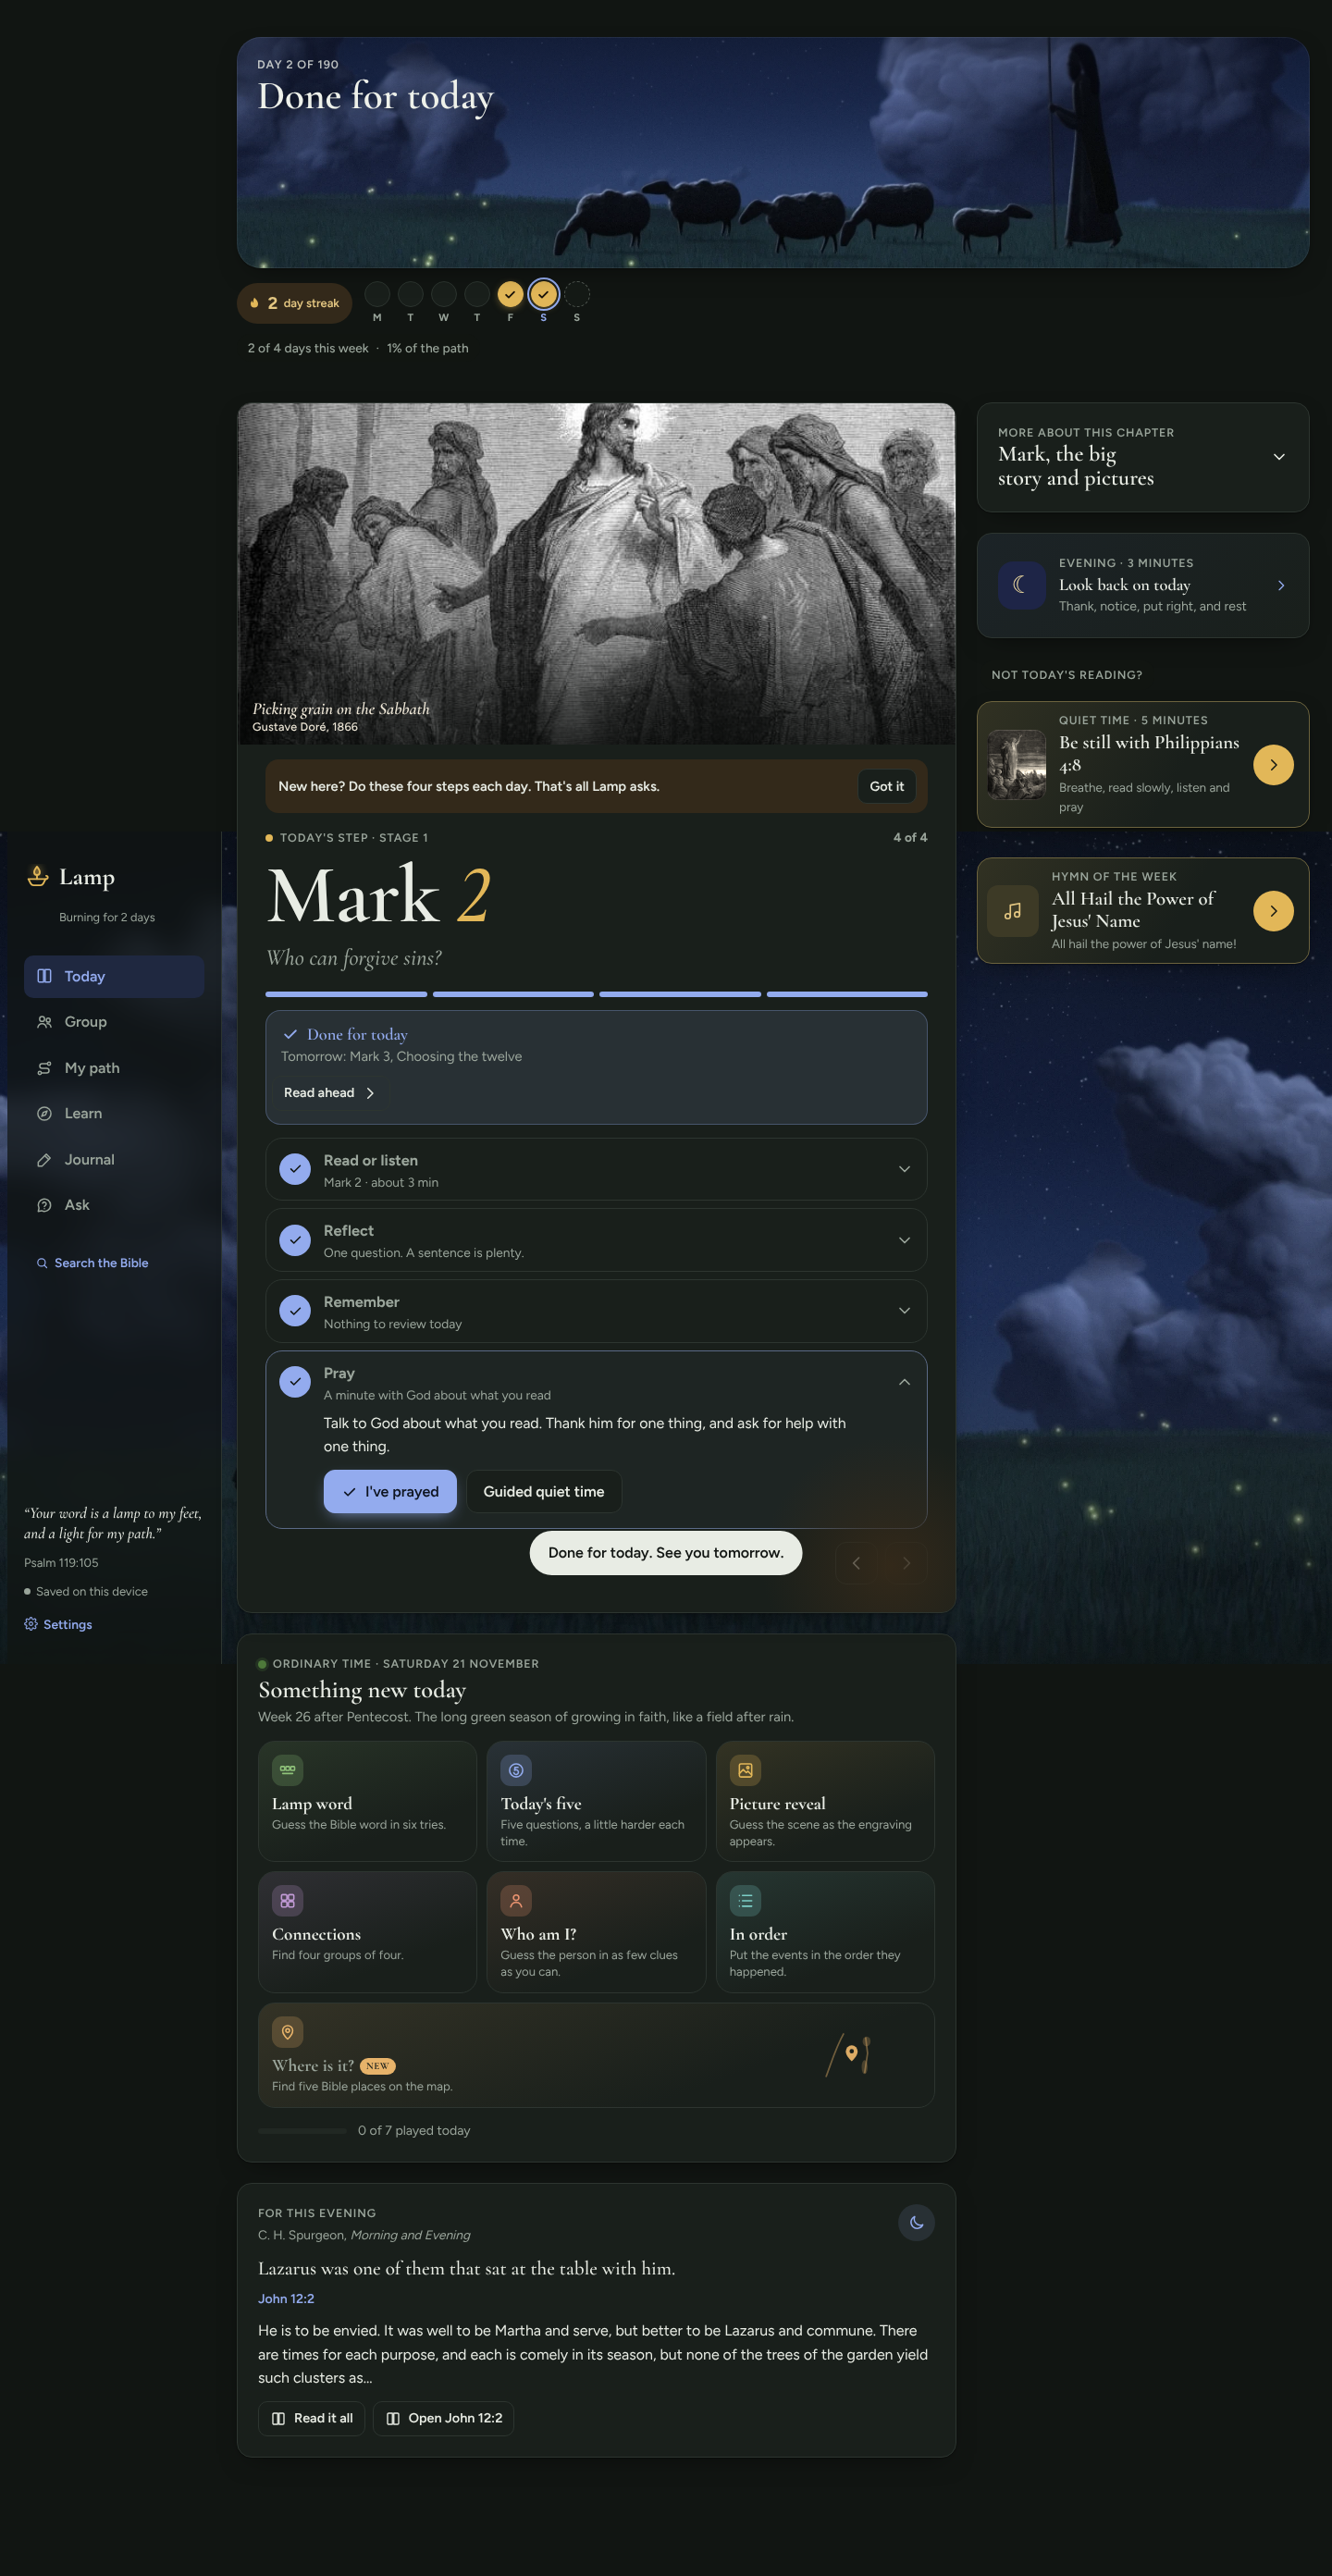 DAY 2 OF 190
Done for today
2 day streak
M T W T F S S
2 of 4 days this week · 1% of the path
Picking grain on the Sabbath
Gustave Doré, 1866
New here? Do these four steps each day. That's all Lamp asks.
Got it
TODAY'S STEP · STAGE 1
4 of 4
Mark 2
Who can forgive sins?
Done for today
Tomorrow: Mark 3, Choosing the twelve
Read ahead
Read or listen
Mark 2 · about 3 min
Reflect
One question. A sentence is plenty.
Remember
Nothing to review today
Pray
A minute with God about what you read
Talk to God about what you read. Thank him for one thing, and ask for help with
one thing.
I've prayed
Guided quiet time
Done for today. See you tomorrow.
MORE ABOUT THIS CHAPTER
Mark, the big
story and pictures
EVENING · 3 MINUTES
Look back on today
Thank, notice, put right, and rest
NOT TODAY'S READING?
QUIET TIME · 5 MINUTES
Be still with Philippians
4:8
Breathe, read slowly, listen and
pray
HYMN OF THE WEEK
All Hail the Power of
Jesus' Name
All hail the power of Jesus' name!
Lamp
Burning for 2 days
Today
Group
My path
Learn
Journal
Ask
Search the Bible
“Your word is a lamp to my feet,
and a light for my path.”
Psalm 119:105
Saved on this device
Settings
ORDINARY TIME · SATURDAY 21 NOVEMBER
Something new today
Week 26 after Pentecost. The long green season of growing in faith, like a field after rain.
Lamp word
Guess the Bible word in six tries.
5
Today's five
Five questions, a little harder each
time.
Picture reveal
Guess the scene as the engraving
appears.
Connections
Find four groups of four.
Who am I?
Guess the person in as few clues
as you can.
In order
Put the events in the order they
happened.
Where is it? NEW
Find five Bible places on the map.
0 of 7 played today
FOR THIS EVENING
C. H. Spurgeon, Morning and Evening
Lazarus was one of them that sat at the table with him.
John 12:2
He is to be envied. It was well to be Martha and serve, but better to be Lazarus and commune. There
are times for each purpose, and each is comely in its season, but none of the trees of the garden yield
such clusters as…
Read it all
Open John 12:2